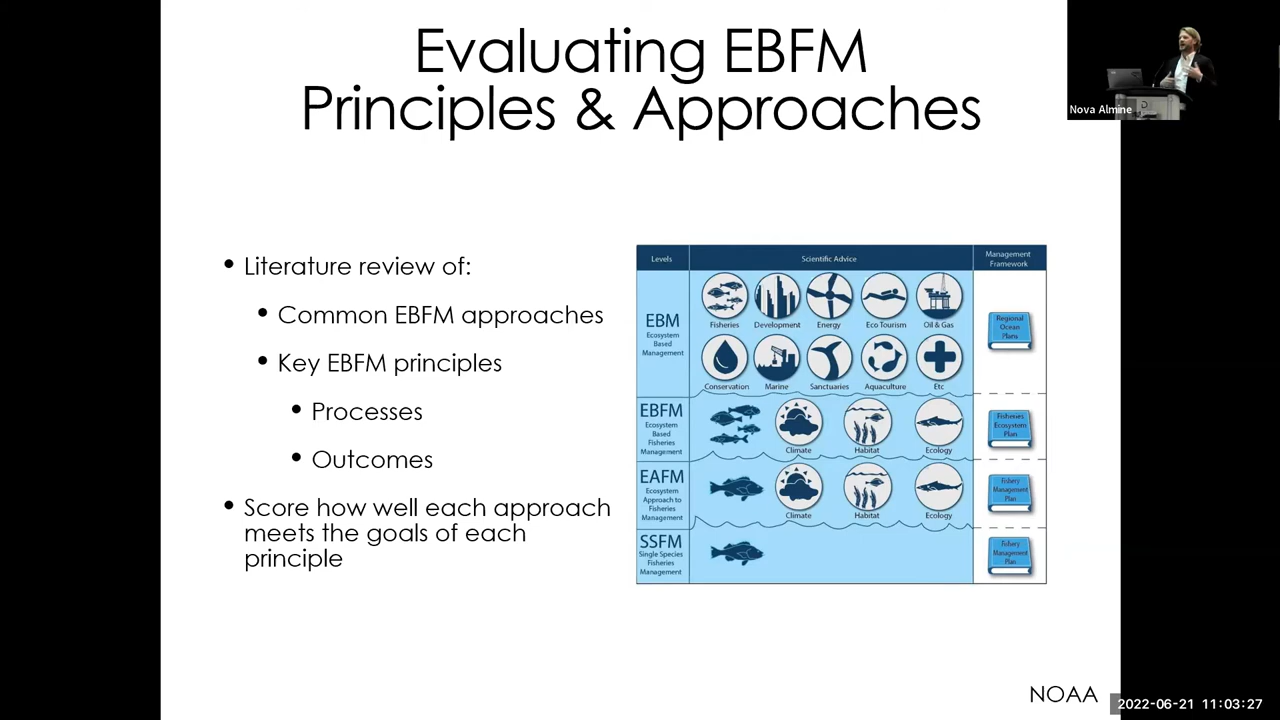 Evaluating EBFM
Principles & Approaches
Nova Almine
• Literature review of:
• Common EBFM approaches
• Key EBFM principles
• Processes
• Outcomes
• Score how well each approach
meets the goals of each
principle
Levels
Scientific Advice
Management
Framework
EBM
Ecosystem
Based
Management
Fisheries
Development
Energy
Eco Tourism
Oil & Gas
Conservation
Marine
Sanctuaries
Aquaculture
Etc
Regional
Ocean
Plans
EBFM
Ecosystem
Based
Fisheries
Management
Climate
Habitat
Ecology
Fisheries
Ecosystem
Plan
EAFM
Ecosystem
Approach to
Fisheries
Management
Climate
Habitat
Ecology
Fishery
Management
Plan
SSFM
Single Species
Fisheries
Management
Fishery
Management
Plan
NOAA
2022-06-21 11:03:27